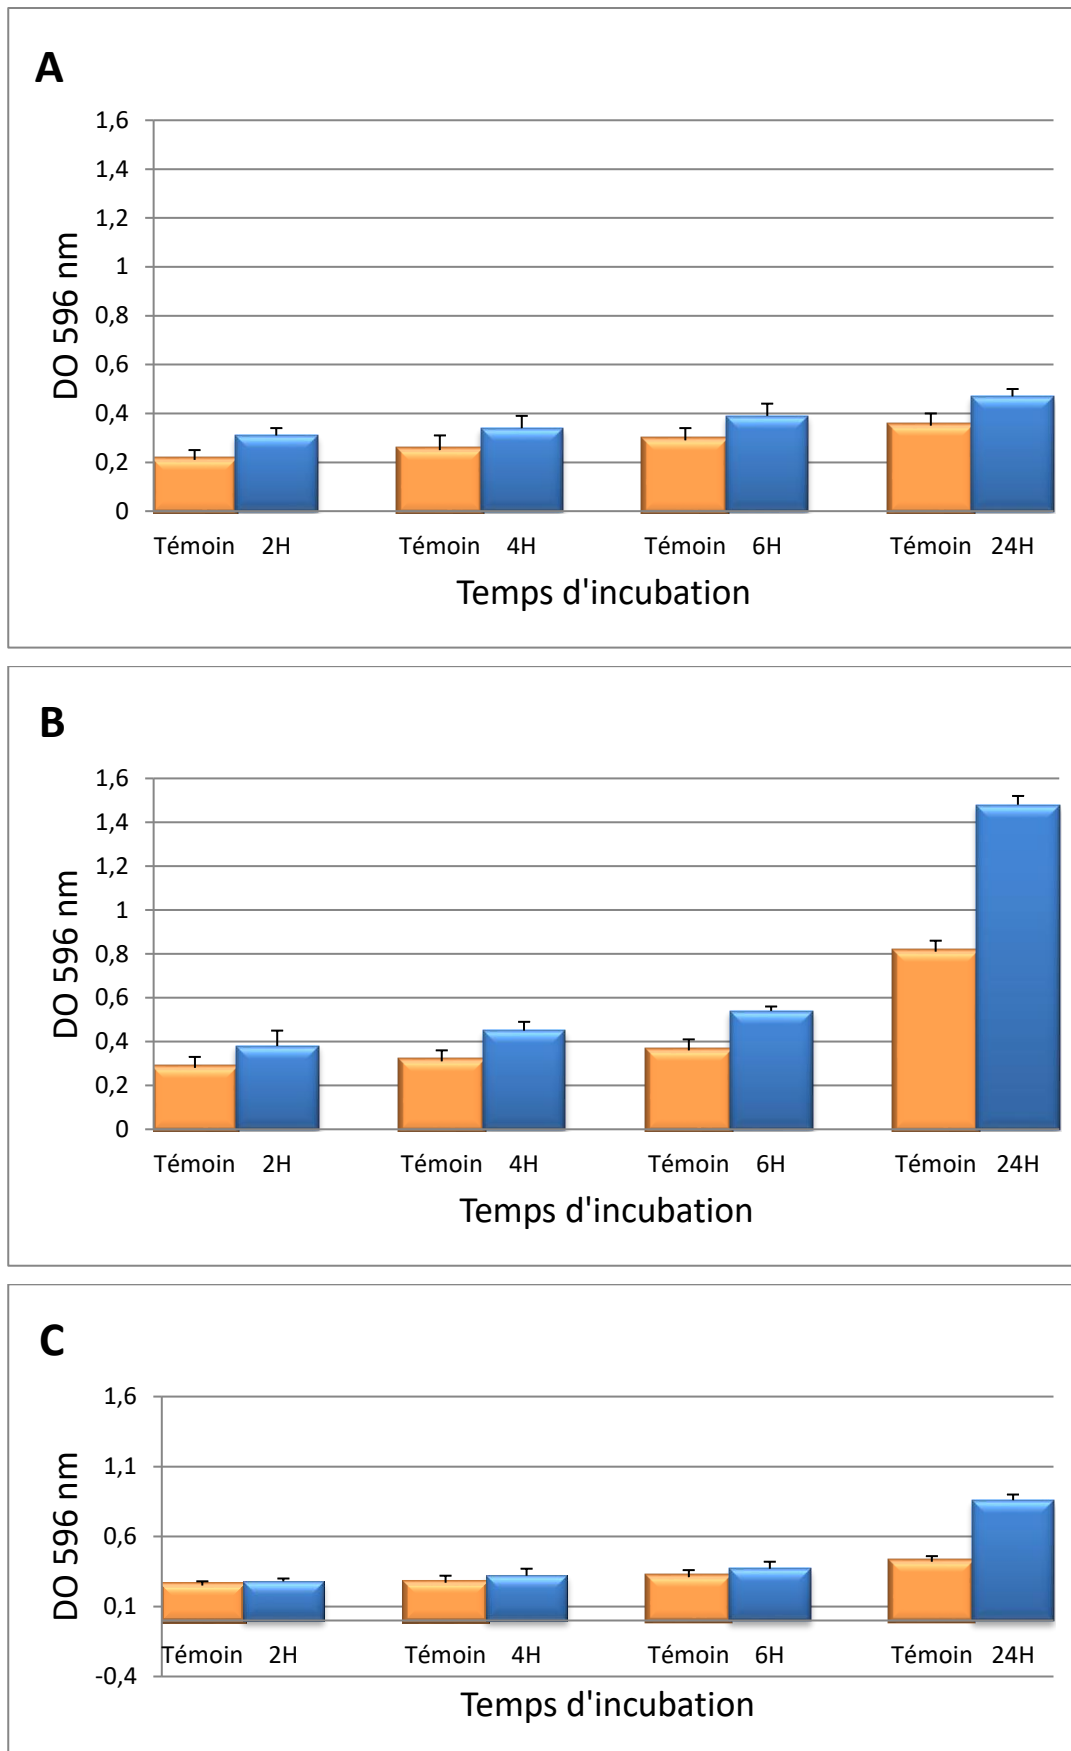 A
1,6
1,4
1,2
1
0,8
0,6
0,4
0,2
0
DO 596 nm
Témoin 2H Témoin 4H Témoin 6H Témoin 24H
Temps d'incubation
B
1,6
1,4
1,2
1
0,8
0,6
0,4
0,2
0
DO 596 nm
Témoin 2H Témoin 4H Témoin 6H Témoin 24H
Temps d'incubation
C
1,6
1,1
0,6
0,1
-0,4
DO 596 nm
Témoin 2H Témoin 4H Témoin 6H Témoin 24H
Temps d'incubation